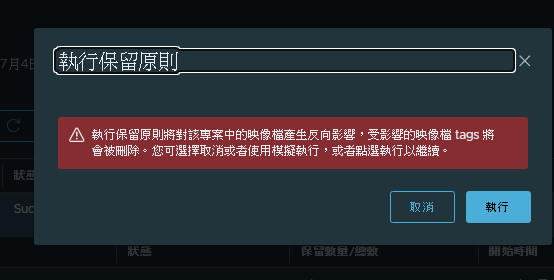 執行保留原則
7月4日
執行保留原則將對該專案中的映像檔產生反向影響，受影響的映像檔 tags 將
會被刪除。您可選擇取消或者使用模擬執行，或者點選執行以繼續。
狀態
Suc
取消
執行
狀態
保留數量/總數
開始時間